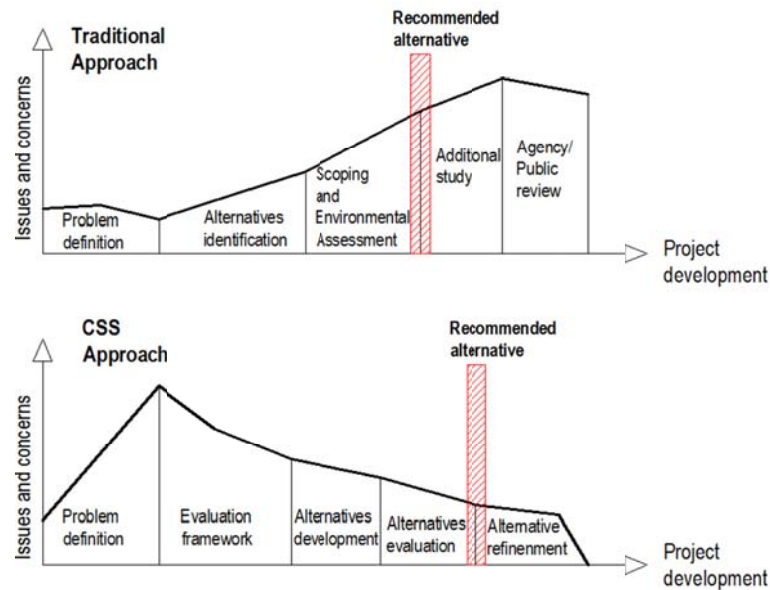 Recommended
alternative
Traditional
Approach
Issues and concerns
Problem
definition
Alternatives
identification
Scoping
and
Environmental
Assessment
Additonal
study
Agency/
Public
review
Project
development
CSS
Approach
Recommended
alternative
Issues and concerns
Problem
definition
Evaluation
framework
Alternatives
development
Alternatives
evaluation
Alternative
refinenment
Project
development